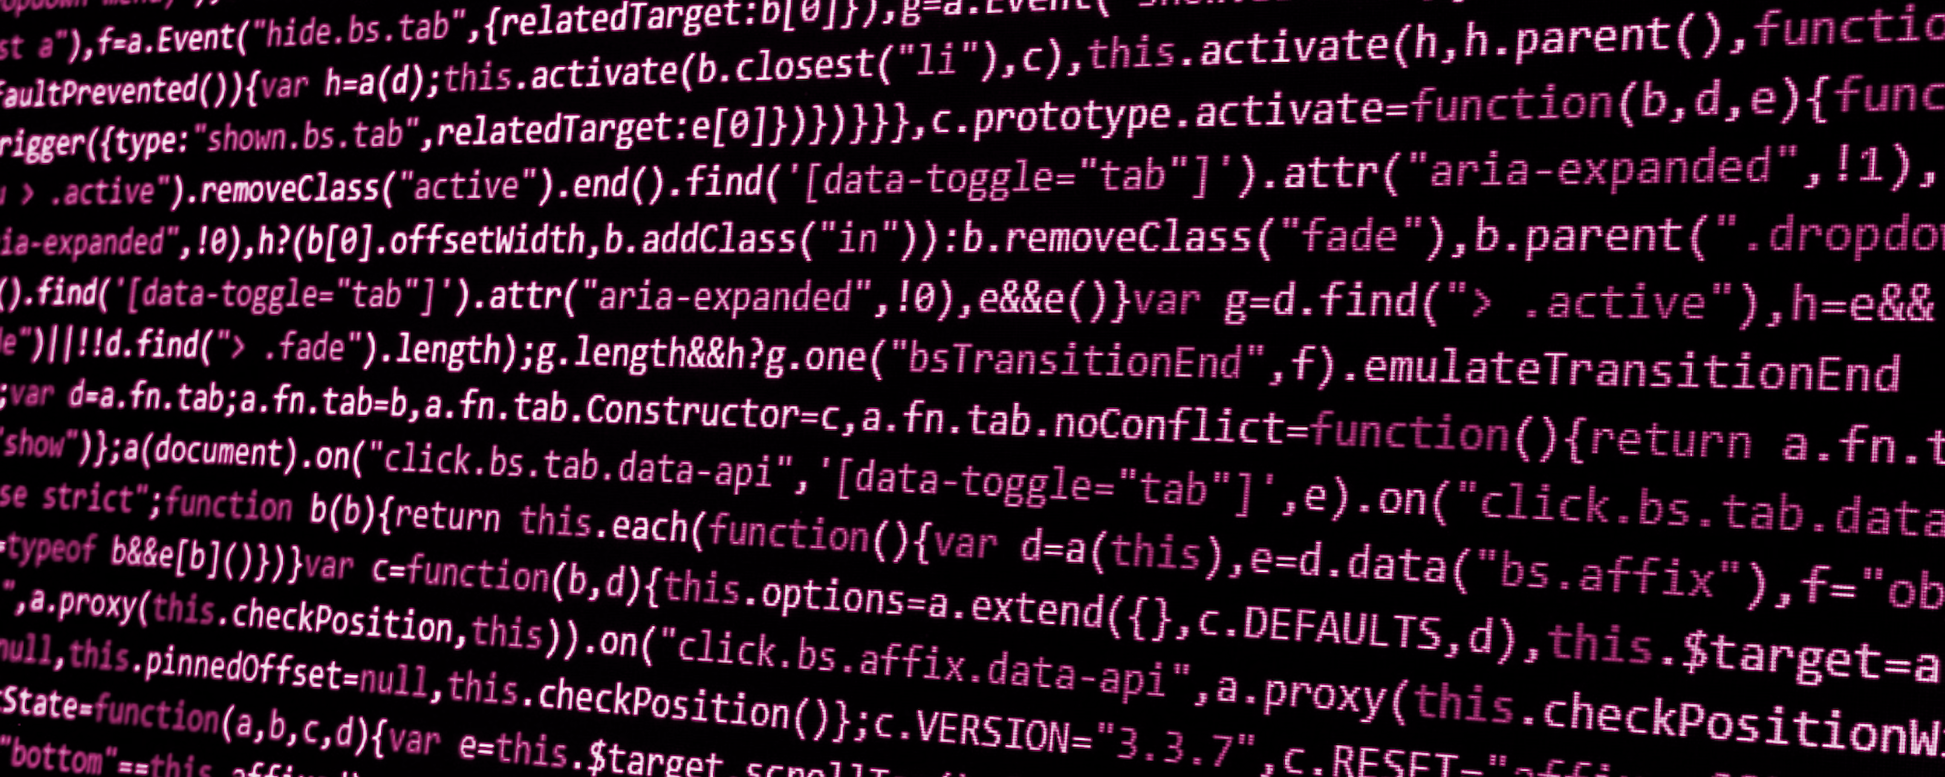 st a"),f=a.Event("hide.bs.tab",{relatedTarget:b[0]}),g=a.Event("
faultPrevented()){var h=a(d);this.activate(b.closest("li"),c),this.activate(h,h.parent(),functio
rigger({type:"shown.bs.tab",relatedTarget:e[0]})})}}},c.prototype.activate=function(b,d,e){func
> .active").removeClass("active").end().find('[data-toggle="tab"]').attr("aria-expanded",!1),
ia-expanded",!0),h?(b[0].offsetWidth,b.addClass("in")):b.removeClass("fade"),b.parent(".dropdo
().find('[data-toggle="tab"]').attr("aria-expanded",!0),e&&e()}var g=d.find("> .active"),h=e&&
e")||!!d.find("> .fade").length);g.length&&h?g.one("bsTransitionEnd",f).emulateTransitionEnd
;var d=a.fn.tab;a.fn.tab=b,a.fn.tab.Constructor=c,a.fn.tab.noConflict=function(){return a.fn.t
"show")};a(document).on("click.bs.tab.data-api",'[data-toggle="tab"]',e).on("click.bs.tab.data
se strict";function b(b){return this.each(function(){var d=a(this),e=d.data("bs.affix"),f="ob
=typeof b&&e[b]()})}var c=function(b,d){this.options=a.extend({},c.DEFAULTS,d),this.$target=a
",a.proxy(this.checkPosition,this)).on("click.bs.affix.data-api",a.proxy(this.checkPositionWi
null,this.pinnedOffset=null,this.checkPosition()};c.VERSION="3.3.7",c.RESET="affix
State=function(a,b,c,d){var e=this.$target.scrollTo
"bottom"==this.affixed